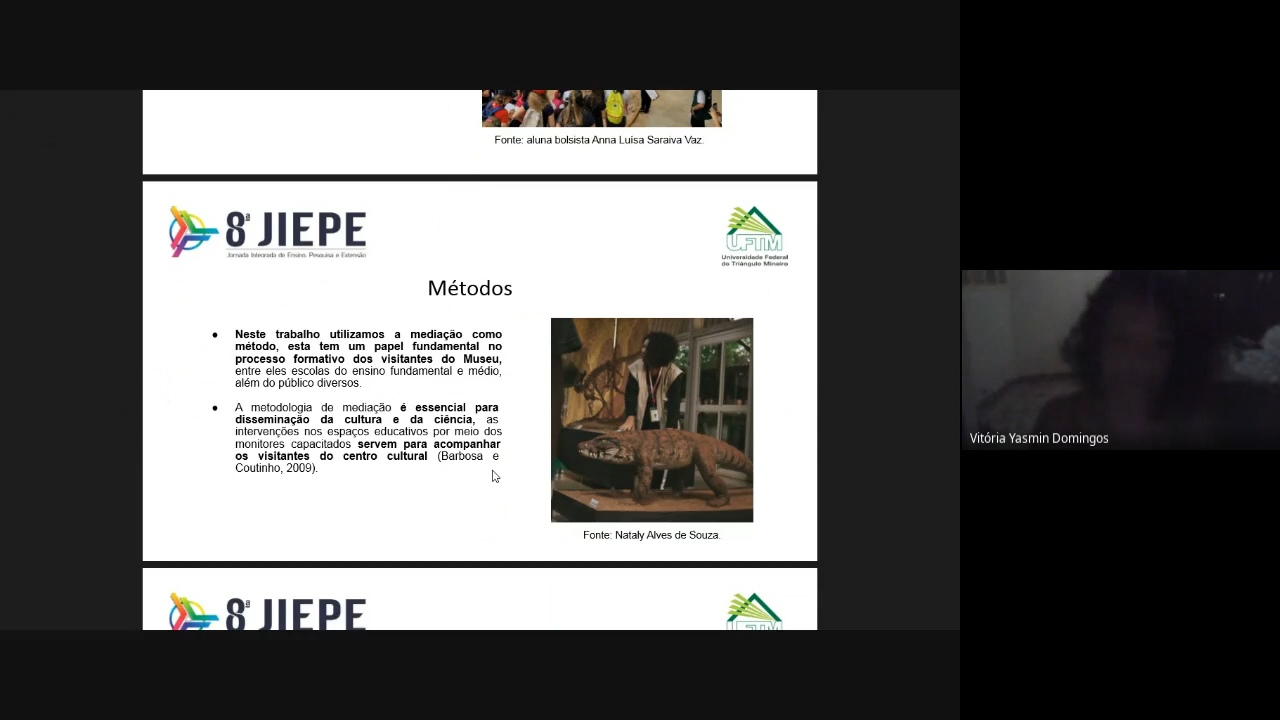 Fonte: aluna bolsista Anna Luísa Saraiva Vaz.
8ª JIEPE
Jornada Integrada de Ensino, Pesquisa e Extensão
UFTM
Universidade Federal
do Triângulo Mineiro
Métodos
● Neste trabalho utilizamos a mediação como
método, esta tem um papel fundamental no
processo formativo dos visitantes do Museu,
entre eles escolas do ensino fundamental e médio,
além do público diversos.
● A metodologia de mediação é essencial para
disseminação da cultura e da ciência, as
intervenções nos espaços educativos por meio dos
monitores capacitados servem para acompanhar
os visitantes do centro cultural (Barbosa e
Coutinho, 2009).
Fonte: Nataly Alves de Souza.
8ª JIEPE
UFTM
Vitória Yasmin Domingos